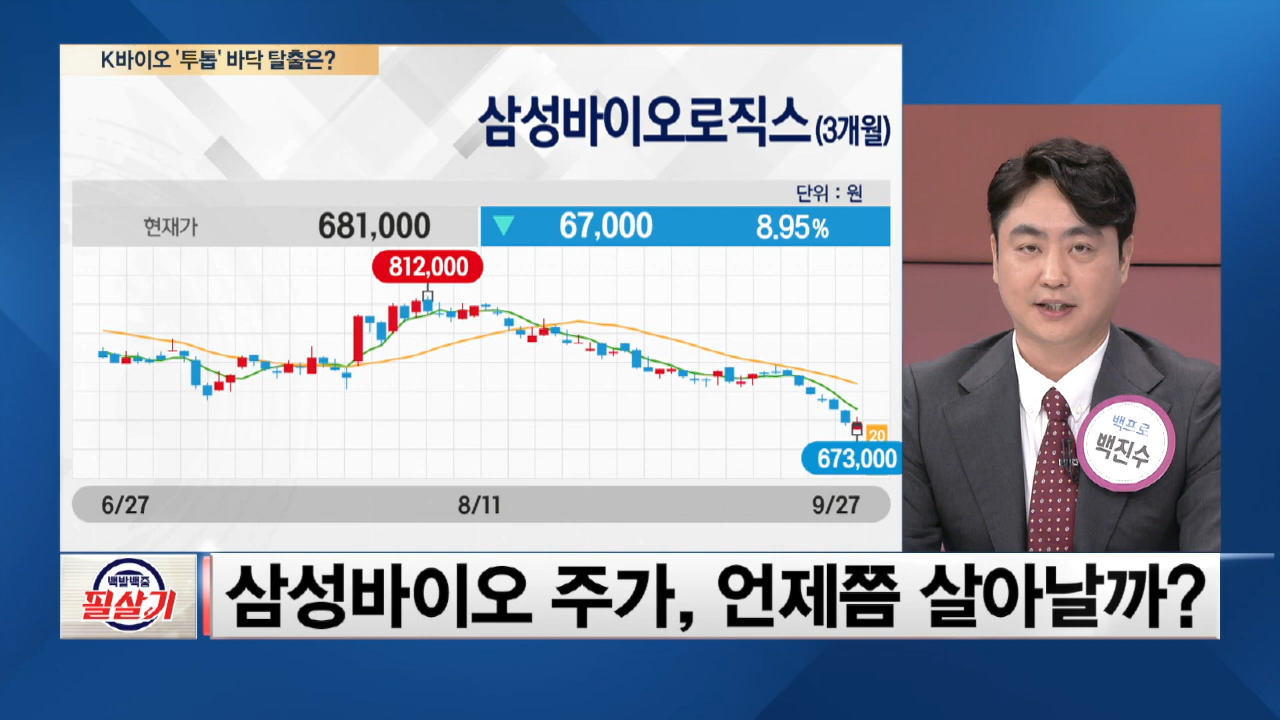 K바이오 '투톱' 바닥 탈출은?
삼성바이오로직스 (3개월)
단위 : 원
현재가 681,000 ▼ 67,000 8.95%
812,000
20
673,000
6/27 8/11 9/27
백프로
백진수
백발백중
필살기
삼성바이오 주가, 언제쯤 살아날까?